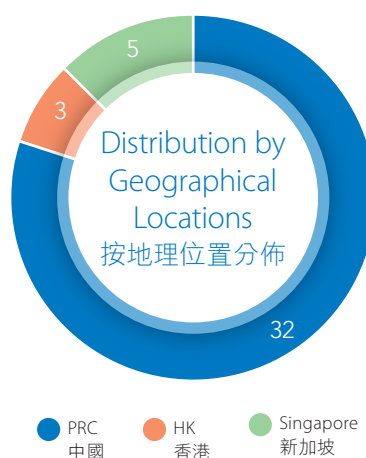 5
3
Distribution by
Geographical
Locations
按地理位置分佈
32
PRC
中國
HK
香港
Singapore
新加坡